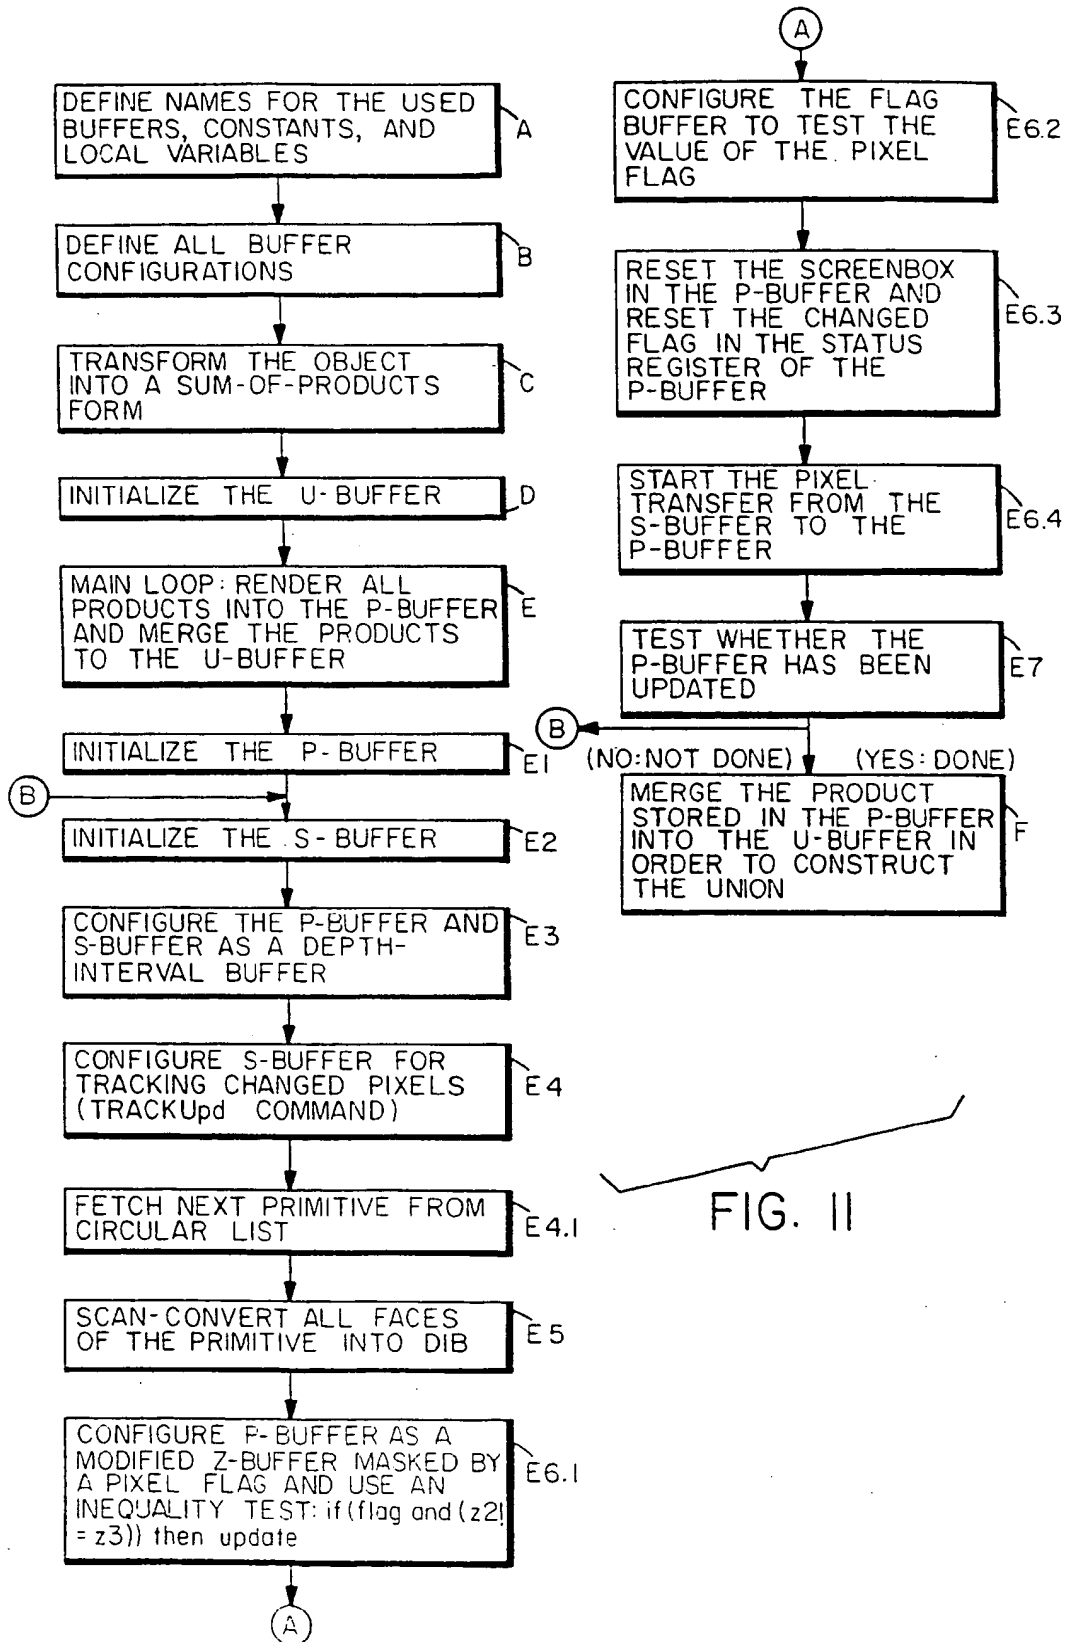 DEFINE NAMES FOR THE USED
BUFFERS, CONSTANTS, AND
LOCAL VARIABLES
A
DEFINE ALL BUFFER
CONFIGURATIONS
B
TRANSFORM THE OBJECT
INTO A SUM-OF-PRODUCTS
FORM
C
INITIALIZE THE U-BUFFER
D
MAIN LOOP: RENDER ALL
PRODUCTS INTO THE P-BUFFER
AND MERGE THE PRODUCTS
TO THE U-BUFFER
E
INITIALIZE THE P-BUFFER
E1
B
INITIALIZE THE S-BUFFER
E2
CONFIGURE THE P-BUFFER AND
S-BUFFER AS A DEPTH-
INTERVAL BUFFER
E3
CONFIGURE S-BUFFER FOR
TRACKING CHANGED PIXELS
(TRACKUpd COMMAND)
E4
FETCH NEXT PRIMITIVE FROM
CIRCULAR LIST
E4.1
SCAN-CONVERT ALL FACES
OF THE PRIMITIVE INTO DIB
E5
CONFIGURE P-BUFFER AS A
MODIFIED Z-BUFFER MASKED BY
A PIXEL FLAG AND USE AN
INEQUALITY TEST: if (flag and (z2!
= z3)) then update
E6.1
A
A
CONFIGURE THE FLAG
BUFFER TO TEST THE
VALUE OF THE PIXEL
FLAG
E6.2
RESET THE SCREENBOX
IN THE P-BUFFER AND
RESET THE CHANGED
FLAG IN THE STATUS
REGISTER OF THE
P-BUFFER
E6.3
START THE PIXEL
TRANSFER FROM THE
S-BUFFER TO THE
P-BUFFER
E6.4
TEST WHETHER THE
P-BUFFER HAS BEEN
UPDATED
E7
B
(NO: NOT DONE) (YES: DONE)
MERGE THE PRODUCT
STORED IN THE P-BUFFER
INTO THE U-BUFFER IN
ORDER TO CONSTRUCT
THE UNION
F
FIG. 11